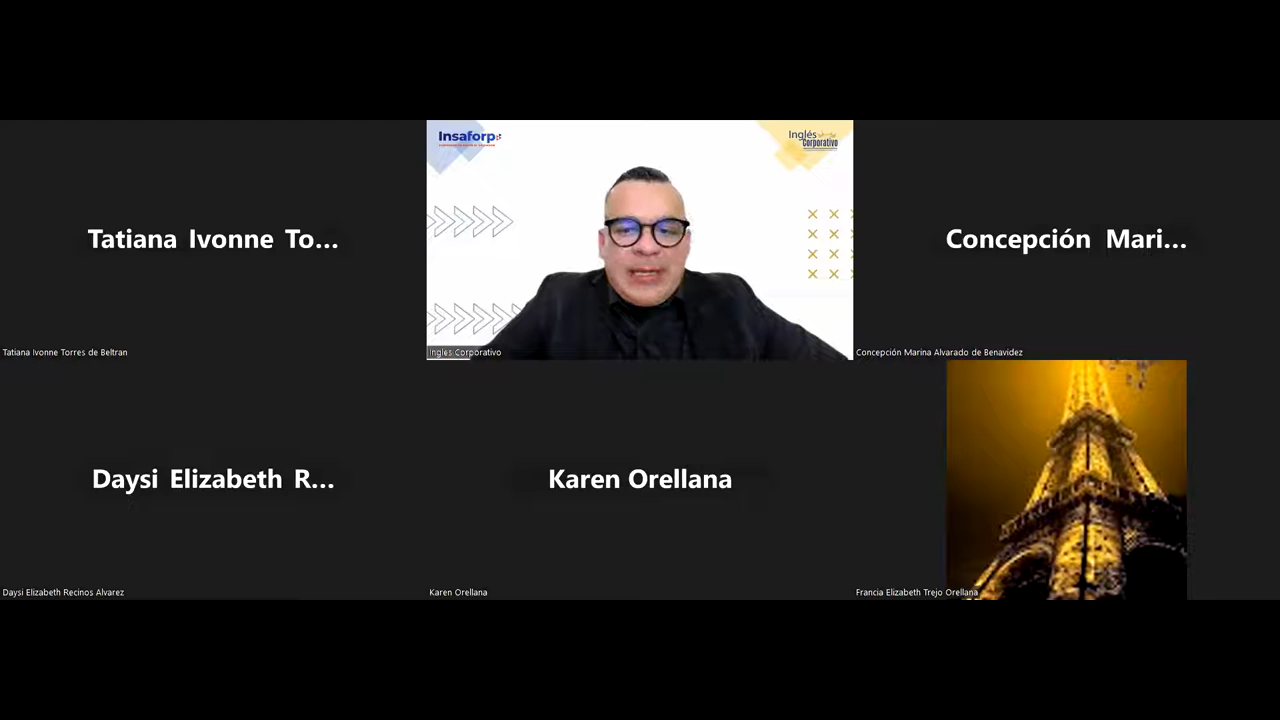 Tatiana Ivonne To...
Tatiana Ivonne Torres de Beltran
Insaforp
Inglés
Corporativo
Ingles Corporativo
Concepción Mari...
Concepción Marina Alvarado de Benavidez
Daysi Elizabeth R...
Daysi Elizabeth Recinos Alvarez
Karen Orellana
Karen Orellana
Francia Elizabeth Trejo Orellana